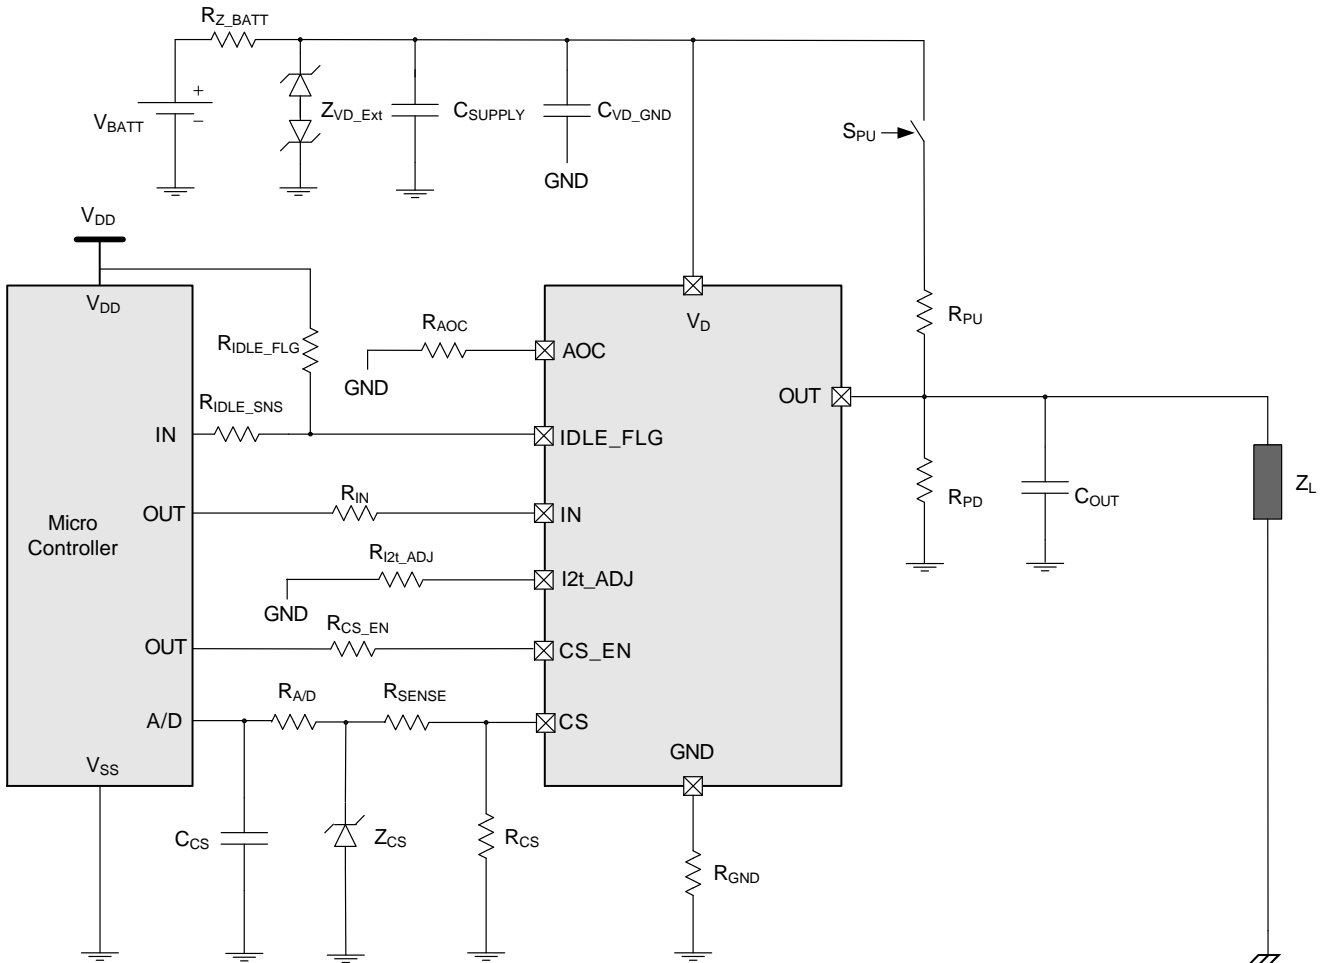 R_Z_BATT
+
−
V_BATT
Z_VD_Ext
C_SUPPLY
C_VD_GND
GND
S_PU
V_DD
V_DD
R_IDLE_FLG
R_AOC
GND
AOC
V_D
R_PU
OUT
R_IDLE_SNS
IN
IDLE_FLG
R_PD
C_OUT
Z_L
OUT
R_IN
IN
Micro
Controller
R_I2t_ADJ
GND
I2t_ADJ
OUT
R_CS_EN
CS_EN
A/D
R_A/D
R_SENSE
CS
V_SS
GND
C_CS
Z_CS
R_CS
R_GND